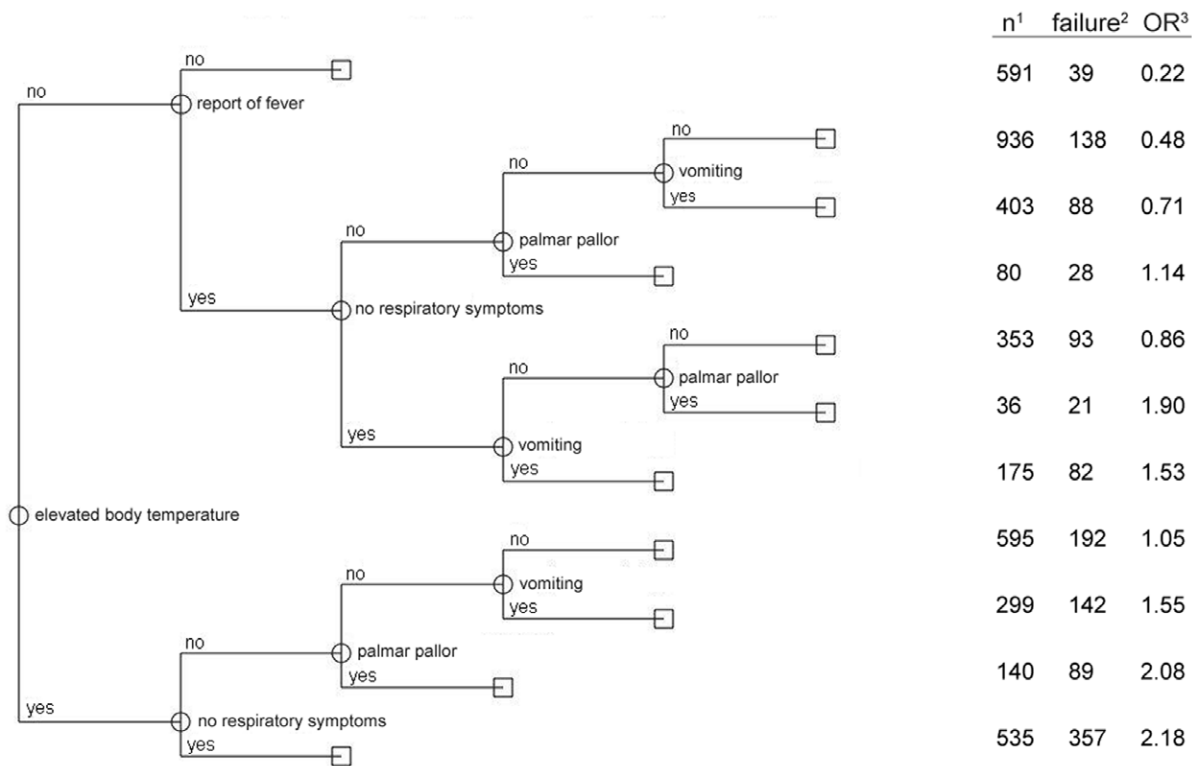 n¹ failure² OR³
no
591 39 0.22
no
report of fever
no
936 138 0.48
no
vomiting
yes
403 88 0.71
no
palmar pallor
yes
80 28 1.14
yes
no respiratory symptoms
no
353 93 0.86
no
palmar pallor
yes
36 21 1.90
yes
vomiting
yes
175 82 1.53
elevated body temperature
no
595 192 1.05
no
vomiting
yes
299 142 1.55
no
palmar pallor
yes
140 89 2.08
yes
no respiratory symptoms
yes
535 357 2.18